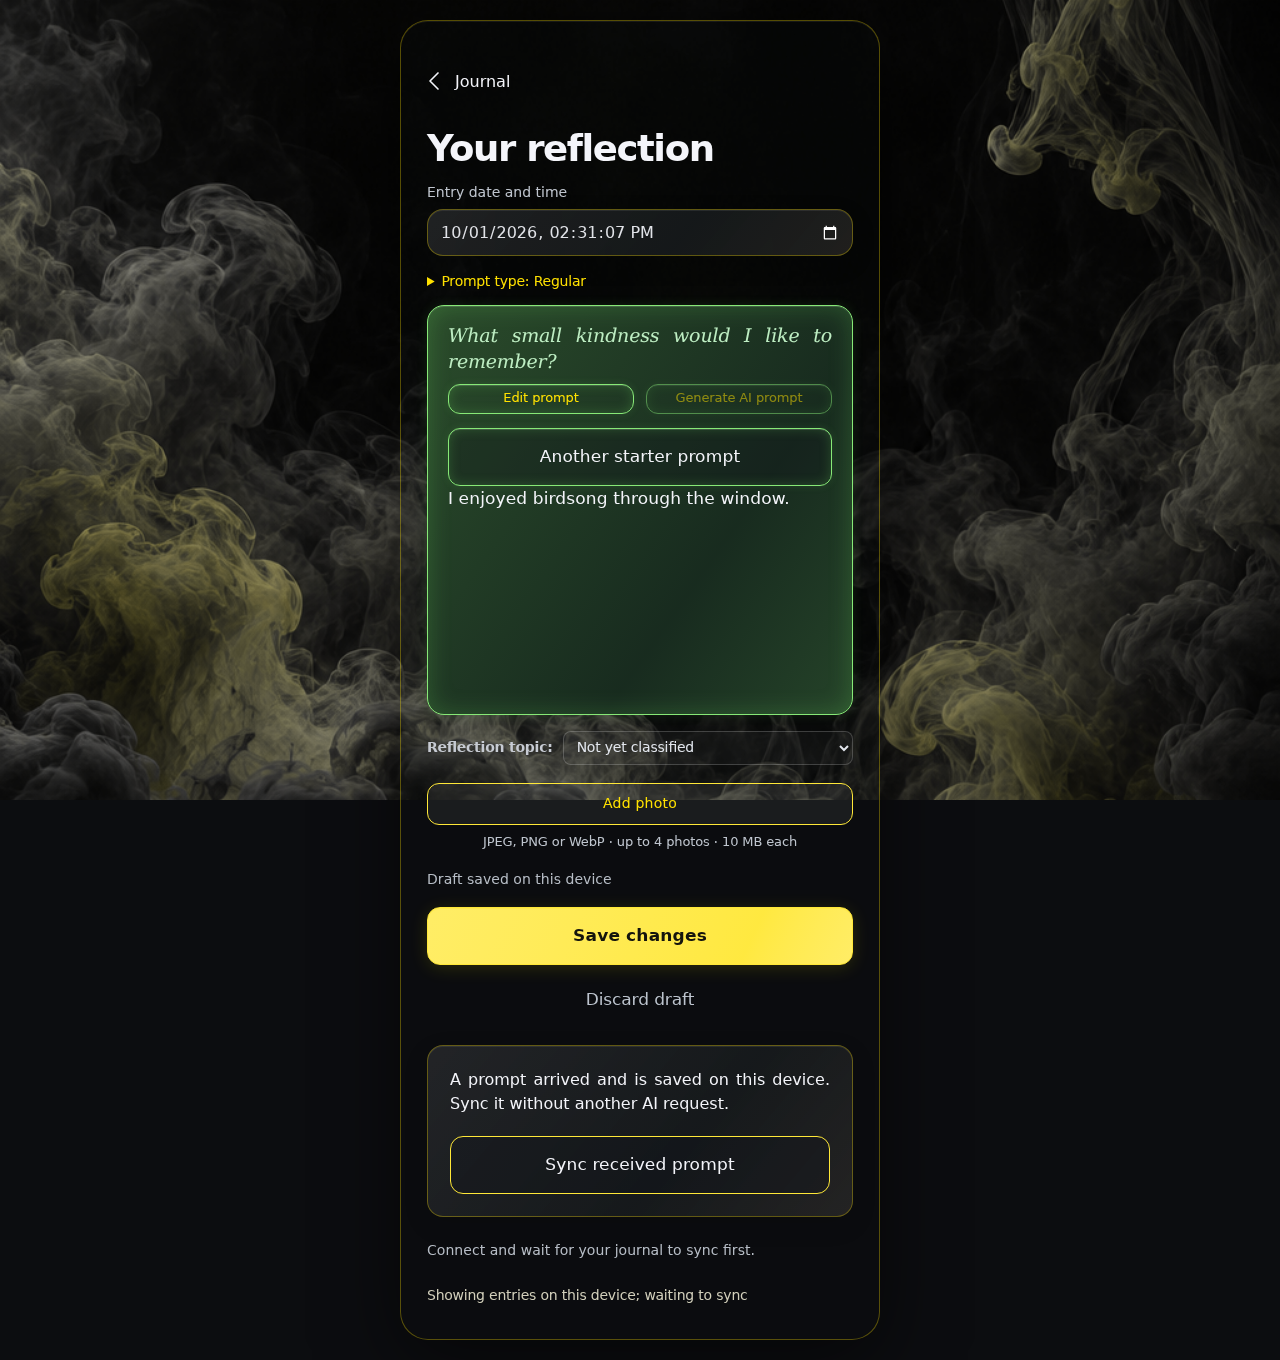 Journal
Your reflection
Entry date and time
10/01/2026, 02:31:07 PM
Prompt type: Regular
What small kindness would I like to
remember?
Edit prompt
Generate AI prompt
Another starter prompt
I enjoyed birdsong through the window.
Reflection topic:
Not yet classified
Add photo
JPEG, PNG or WebP · up to 4 photos · 10 MB each
Draft saved on this device
Save changes
Discard draft
A prompt arrived and is saved on this device.
Sync it without another AI request.
Sync received prompt
Connect and wait for your journal to sync first.
Showing entries on this device; waiting to sync